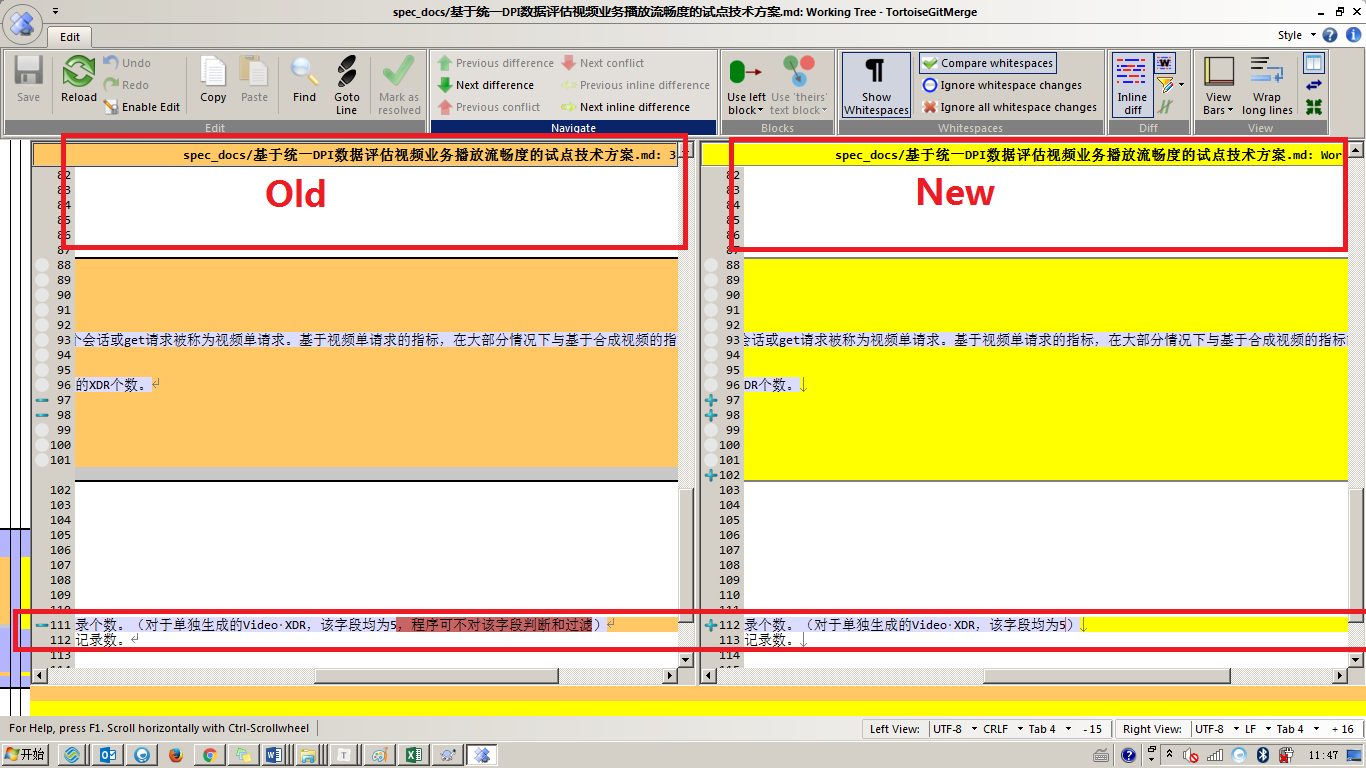 spec_docs/基于统一DPI数据评估视频业务播放流畅度的试点技术方案.md: Working Tree - TortoiseGitMerge
Edit
Style
Save
Reload
Undo
Redo
Enable Edit
Copy
Paste
Find
Goto Line
Mark as resolved
Edit
Previous difference
Next difference
Previous conflict
Next conflict
Previous inline difference
Next inline difference
Navigate
Use left block
Use 'theirs' text block
Blocks
Show Whitespaces
Compare whitespaces
Ignore whitespace changes
Ignore all whitespace changes
Whitespaces
Inline diff
Diff
View Bars
Wrap long lines
View
spec_docs/基于统一DPI数据评估视频业务播放流畅度的试点技术方案.md: 3
Old
82
83
84
85
86
87
88
89
90
91
92
93 会话或get请求被称为视频单请求。基于视频单请求的指标，在大部分情况下与基于合成视频的指
94
95
96 的XDR个数。
97
98
99
100
101
102
103
104
105
106
107
108
109
110
111 录个数。（对于单独生成的Video·XDR，该字段均为5，程序可不对该字段判断和过滤）
112 记录数。
113
spec_docs/基于统一DPI数据评估视频业务播放流畅度的试点技术方案.md: Wor
New
82
83
84
85
86
87
88
89
90
91
92
93 话或get请求被称为视频单请求。基于视频单请求的指标，在大部分情况下与基于合成视频的指标
94
95
96 DR个数。
97
98
99
100
101
102
103
104
105
106
107
108
109
110
112 录个数。（对于单独生成的Video·XDR，该字段均为5）
113 记录数。
114
For Help, press F1. Scroll horizontally with Ctrl-Scrollwheel
Left View: UTF-8 CRLF Tab 4 - 15
Right View: UTF-8 LF Tab 4 + 16
开始
11:47